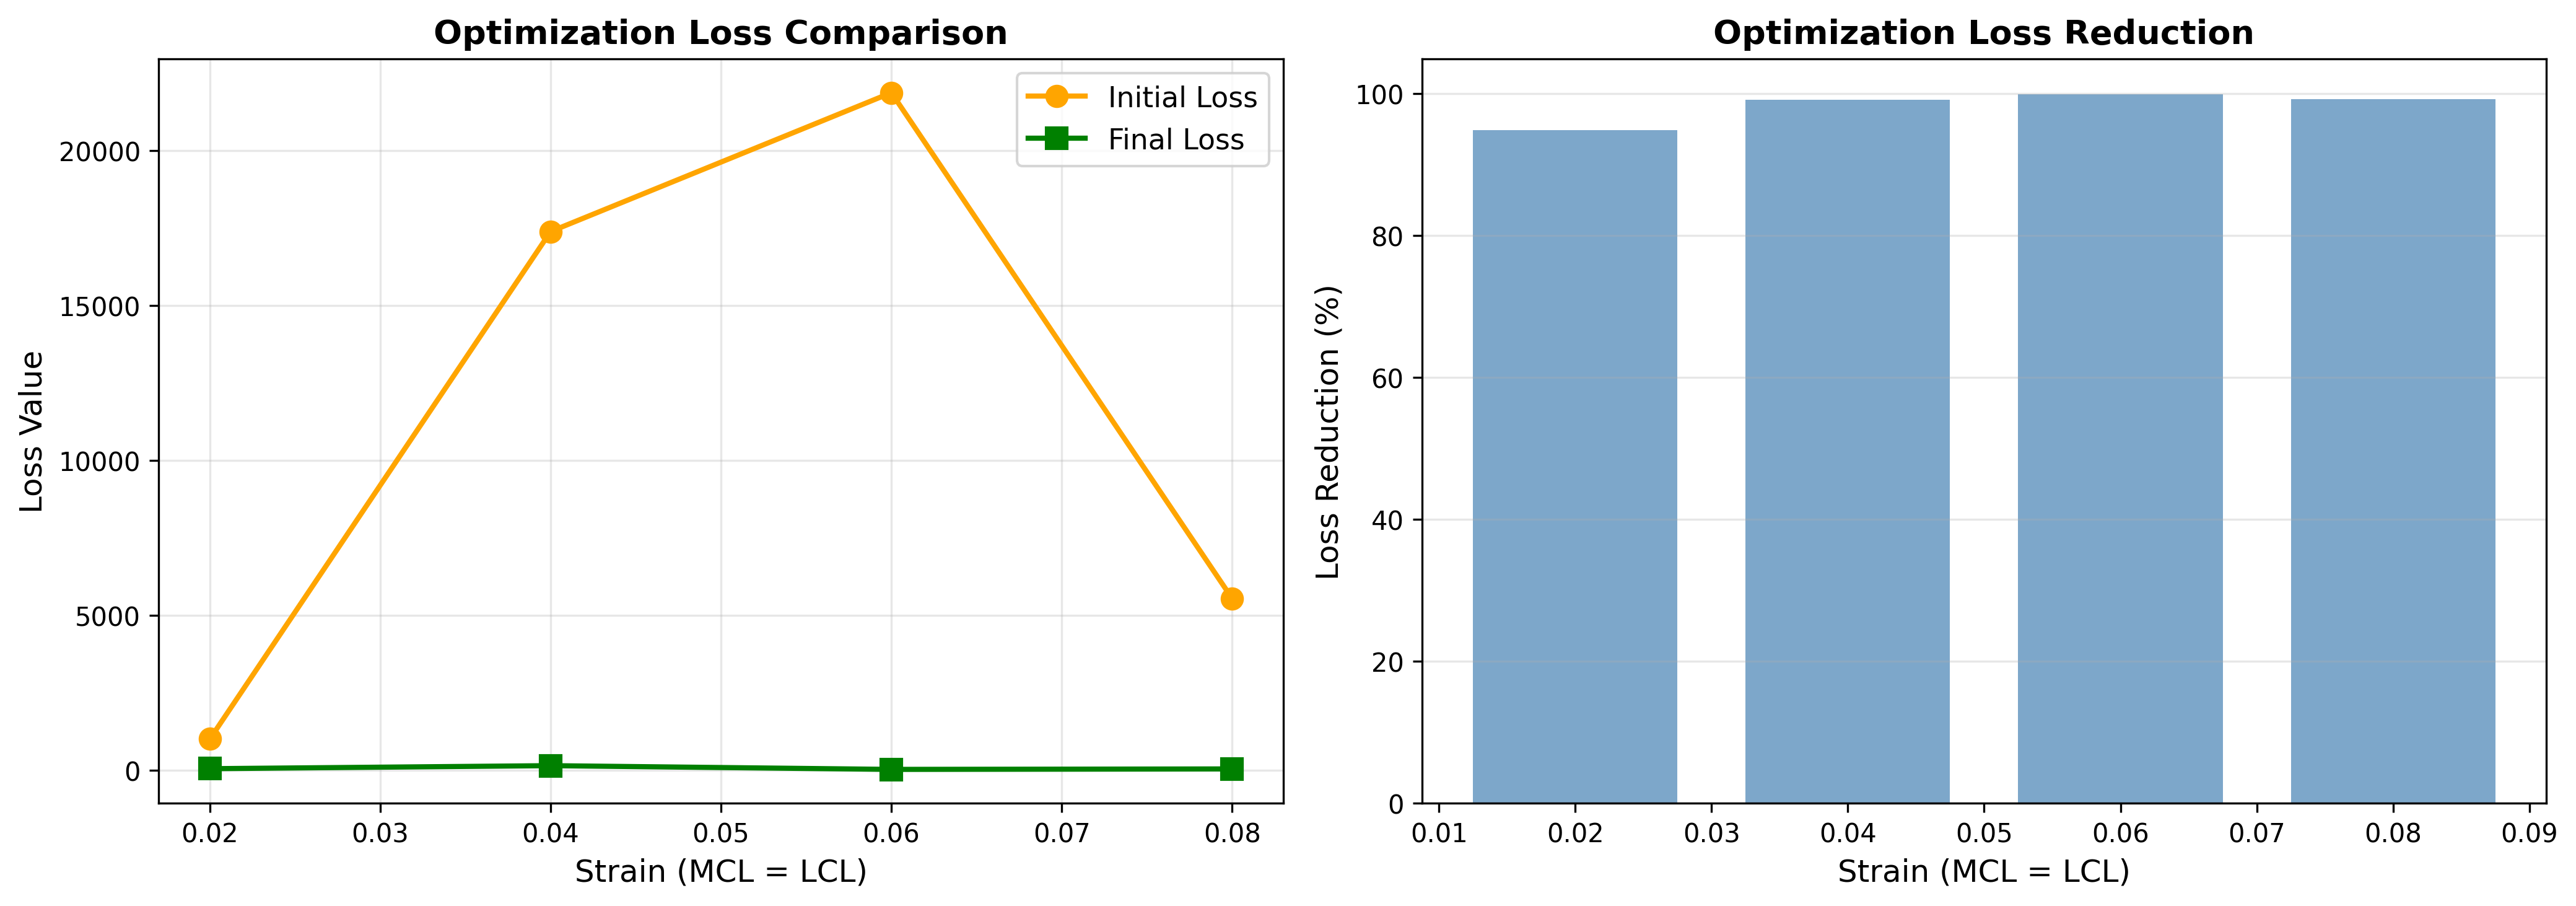 Optimization Loss Comparison
Loss Value
20000
15000
10000
5000
0
Initial Loss
Final Loss
0.02 0.03 0.04 0.05 0.06 0.07 0.08
Strain (MCL = LCL)
Optimization Loss Reduction
Loss Reduction (%)
100
80
60
40
20
0
0.01 0.02 0.03 0.04 0.05 0.06 0.07 0.08 0.09
Strain (MCL = LCL)